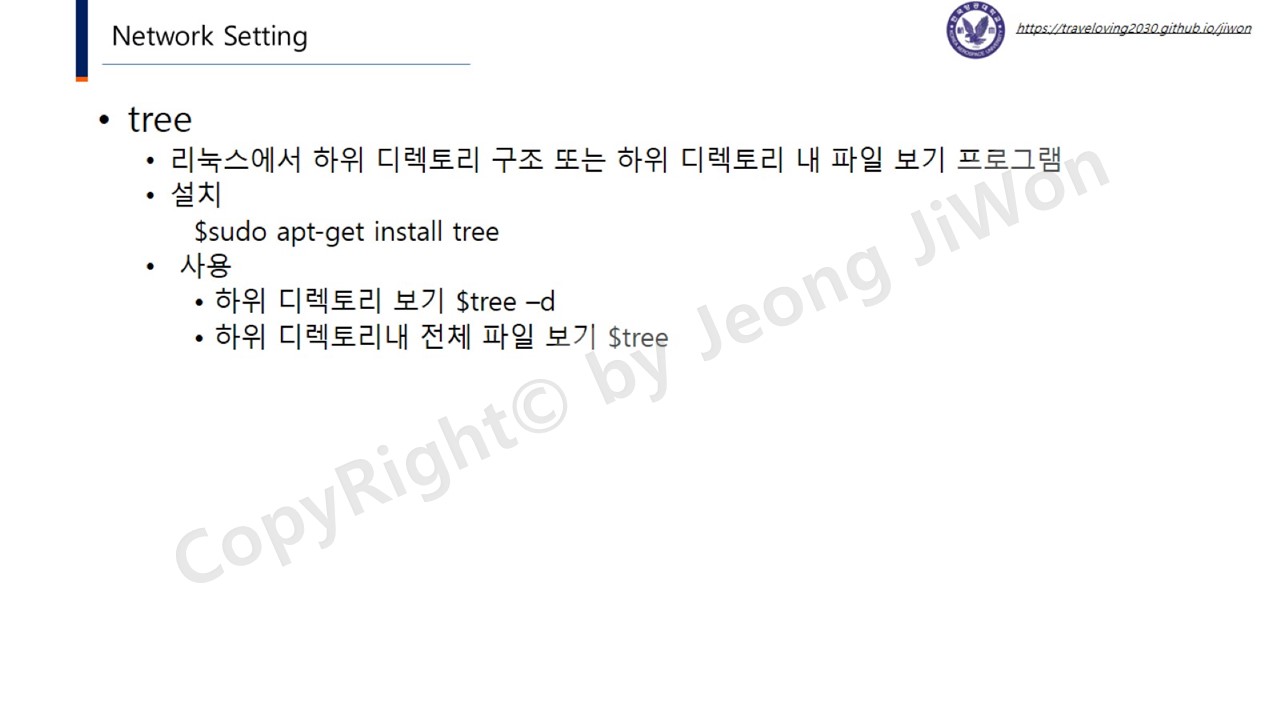 Network Setting
https://traveloving2030.github.io/jiwon
• tree
• 리눅스에서 하위 디렉토리 구조 또는 하위 디렉토리 내 파일 보기 프로그램
• 설치
$sudo apt-get install tree
• 사용
• 하위 디렉토리 보기 $tree –d
• 하위 디렉토리내 전체 파일 보기 $tree
CopyRight© by Jeong JiWon